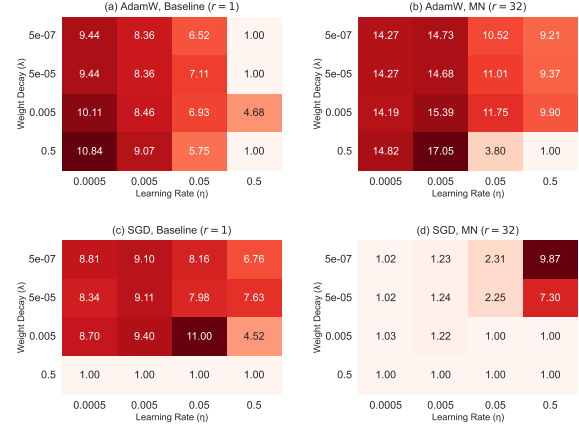 (a) AdamW, Baseline (r = 1)
Weight Decay (λ)
5e-07 9.44 8.36 6.52 1.00
5e-05 9.44 8.36 7.11 1.00
0.005 10.11 8.46 6.93 4.68
0.5 10.84 9.07 5.75 1.00
0.0005 0.005 0.05 0.5
Learning Rate (η)
(b) AdamW, MN (r = 32)
Weight Decay (λ)
5e-07 14.27 14.73 10.52 9.21
5e-05 14.27 14.68 11.01 9.37
0.005 14.19 15.39 11.75 9.90
0.5 14.82 17.05 3.80 1.00
0.0005 0.005 0.05 0.5
Learning Rate (η)
(c) SGD, Baseline (r = 1)
Weight Decay (λ)
5e-07 8.81 9.10 8.16 6.76
5e-05 8.34 9.11 7.98 7.63
0.005 8.70 9.40 11.00 4.52
0.5 1.00 1.00 1.00 1.00
0.0005 0.005 0.05 0.5
Learning Rate (η)
(d) SGD, MN (r = 32)
Weight Decay (λ)
5e-07 1.02 1.23 2.31 9.87
5e-05 1.02 1.24 2.25 7.30
0.005 1.03 1.22 1.00 1.00
0.5 1.00 1.00 1.00 1.00
0.0005 0.005 0.05 0.5
Learning Rate (η)